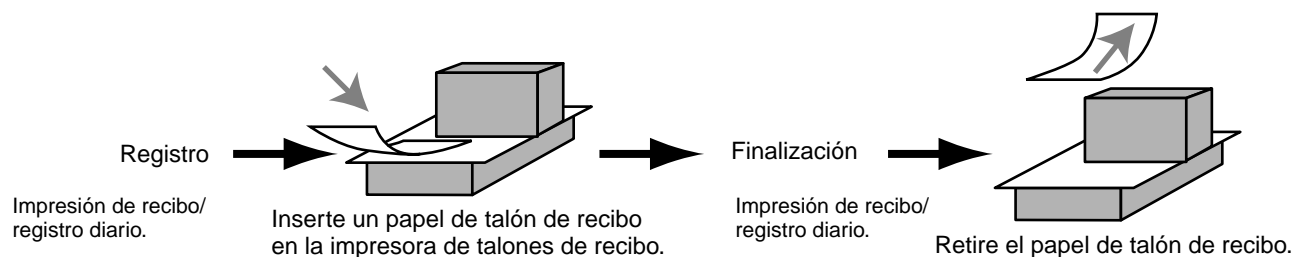 Registro
Impresión de recibo/
registro diario.
Inserte un papel de talón de recibo
en la impresora de talones de recibo.
Finalización
Impresión de recibo/
registro diario.
Retire el papel de talón de recibo.